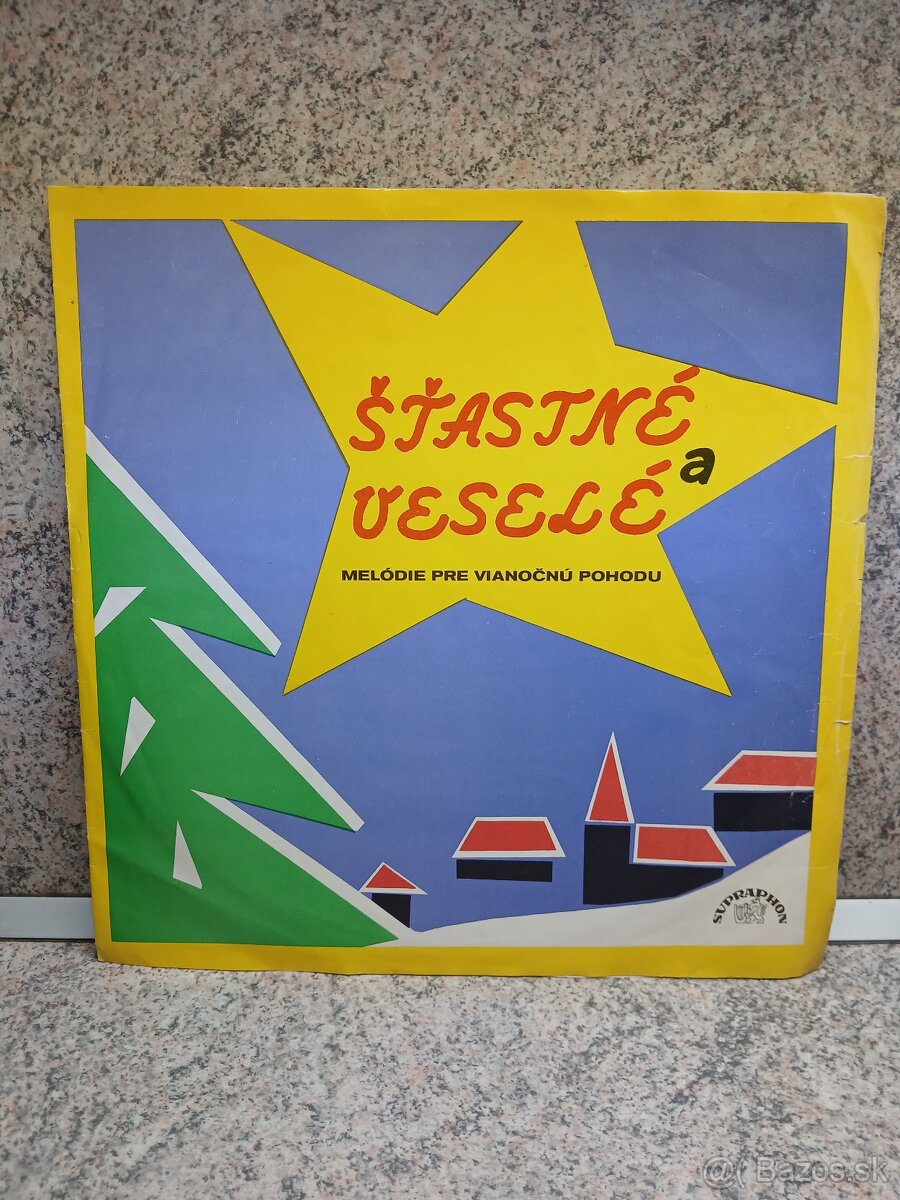 ŠŤASTNÉ
a
VESELÉ
MELÓDIE PRE VIANOČNÚ POHODU
SUPRAPHON
Bazos.sk